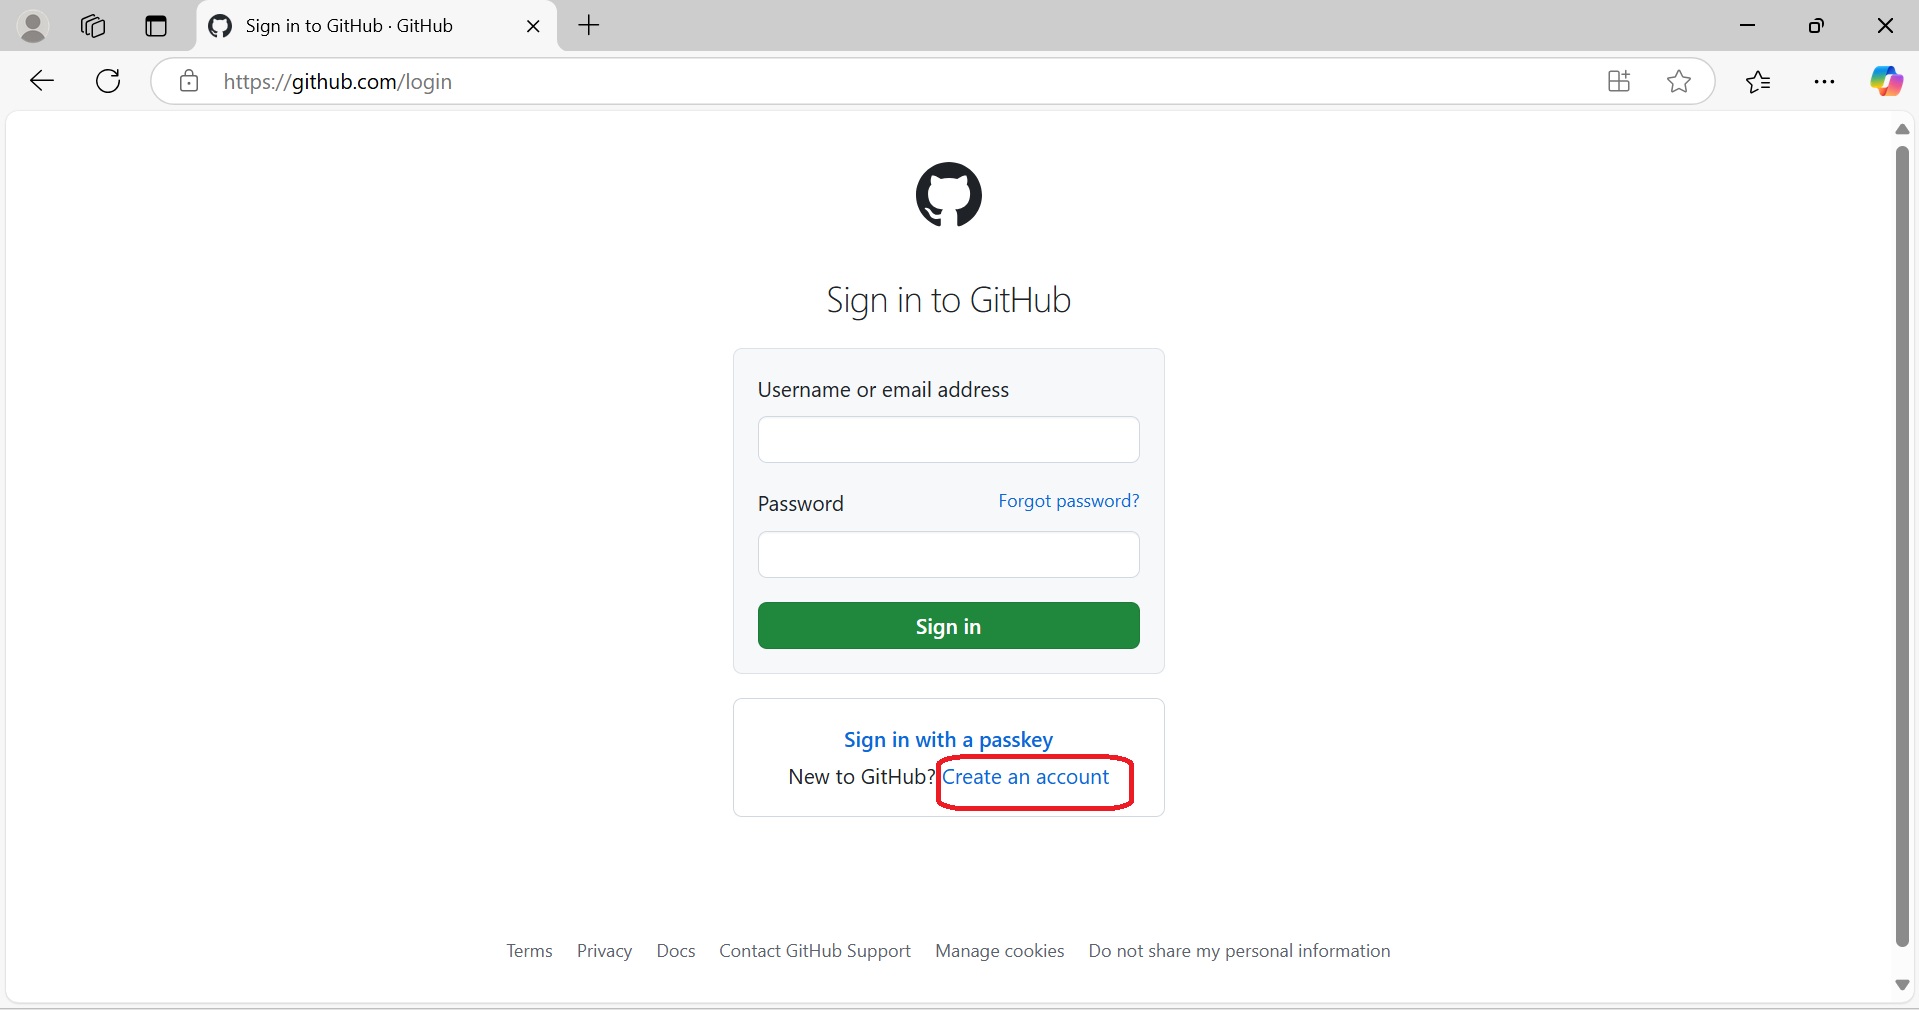 Sign in to GitHub · GitHub
https://github.com/login
Sign in to GitHub
Username or email address
Password Forgot password?
Sign in
Sign in with a passkey
New to GitHub? Create an account
Terms Privacy Docs Contact GitHub Support Manage cookies Do not share my personal information